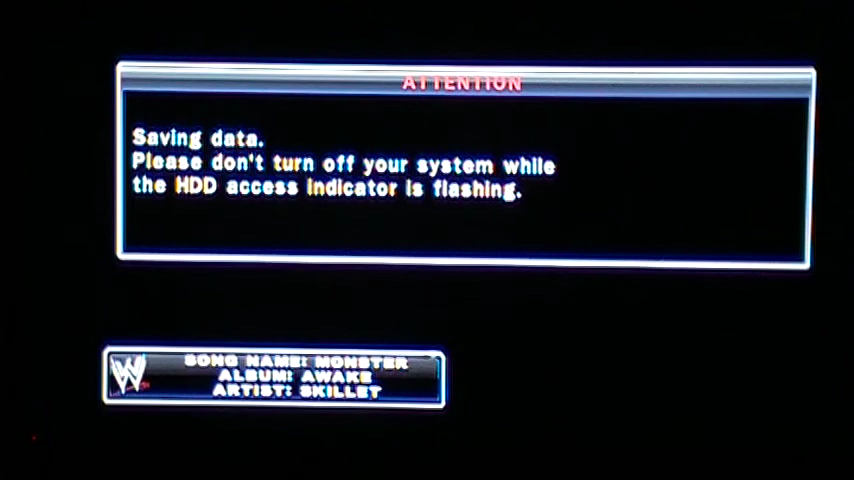 ATTENTION
Saving data.
Please don't turn off your system while
the HDD access indicator is flashing.
SONG NAME: MONSTER
ALBUM: AWAKE
ARTIST: SKILLET